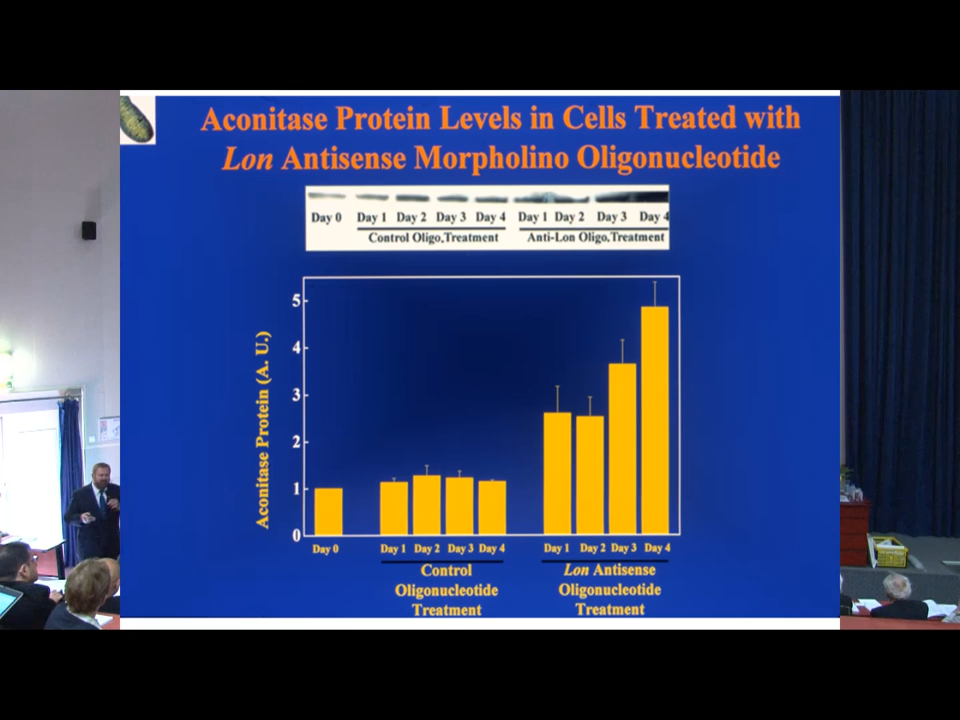 Aconitase Protein Levels in Cells Treated with
Lon Antisense Morpholino Oligonucleotide
Day 0 Day 1 Day 2 Day 3 Day 4 Day 1 Day 2 Day 3 Day 4
Control Oligo.Treatment Anti-Lon Oligo.Treatment
Aconitase Protein (A. U.)
5
4
3
2
1
0
Day 0 Day 1 Day 2 Day 3 Day 4 Day 1 Day 2 Day 3 Day 4
Control
Oligonucleotide
Treatment
Lon Antisense
Oligonucleotide
Treatment